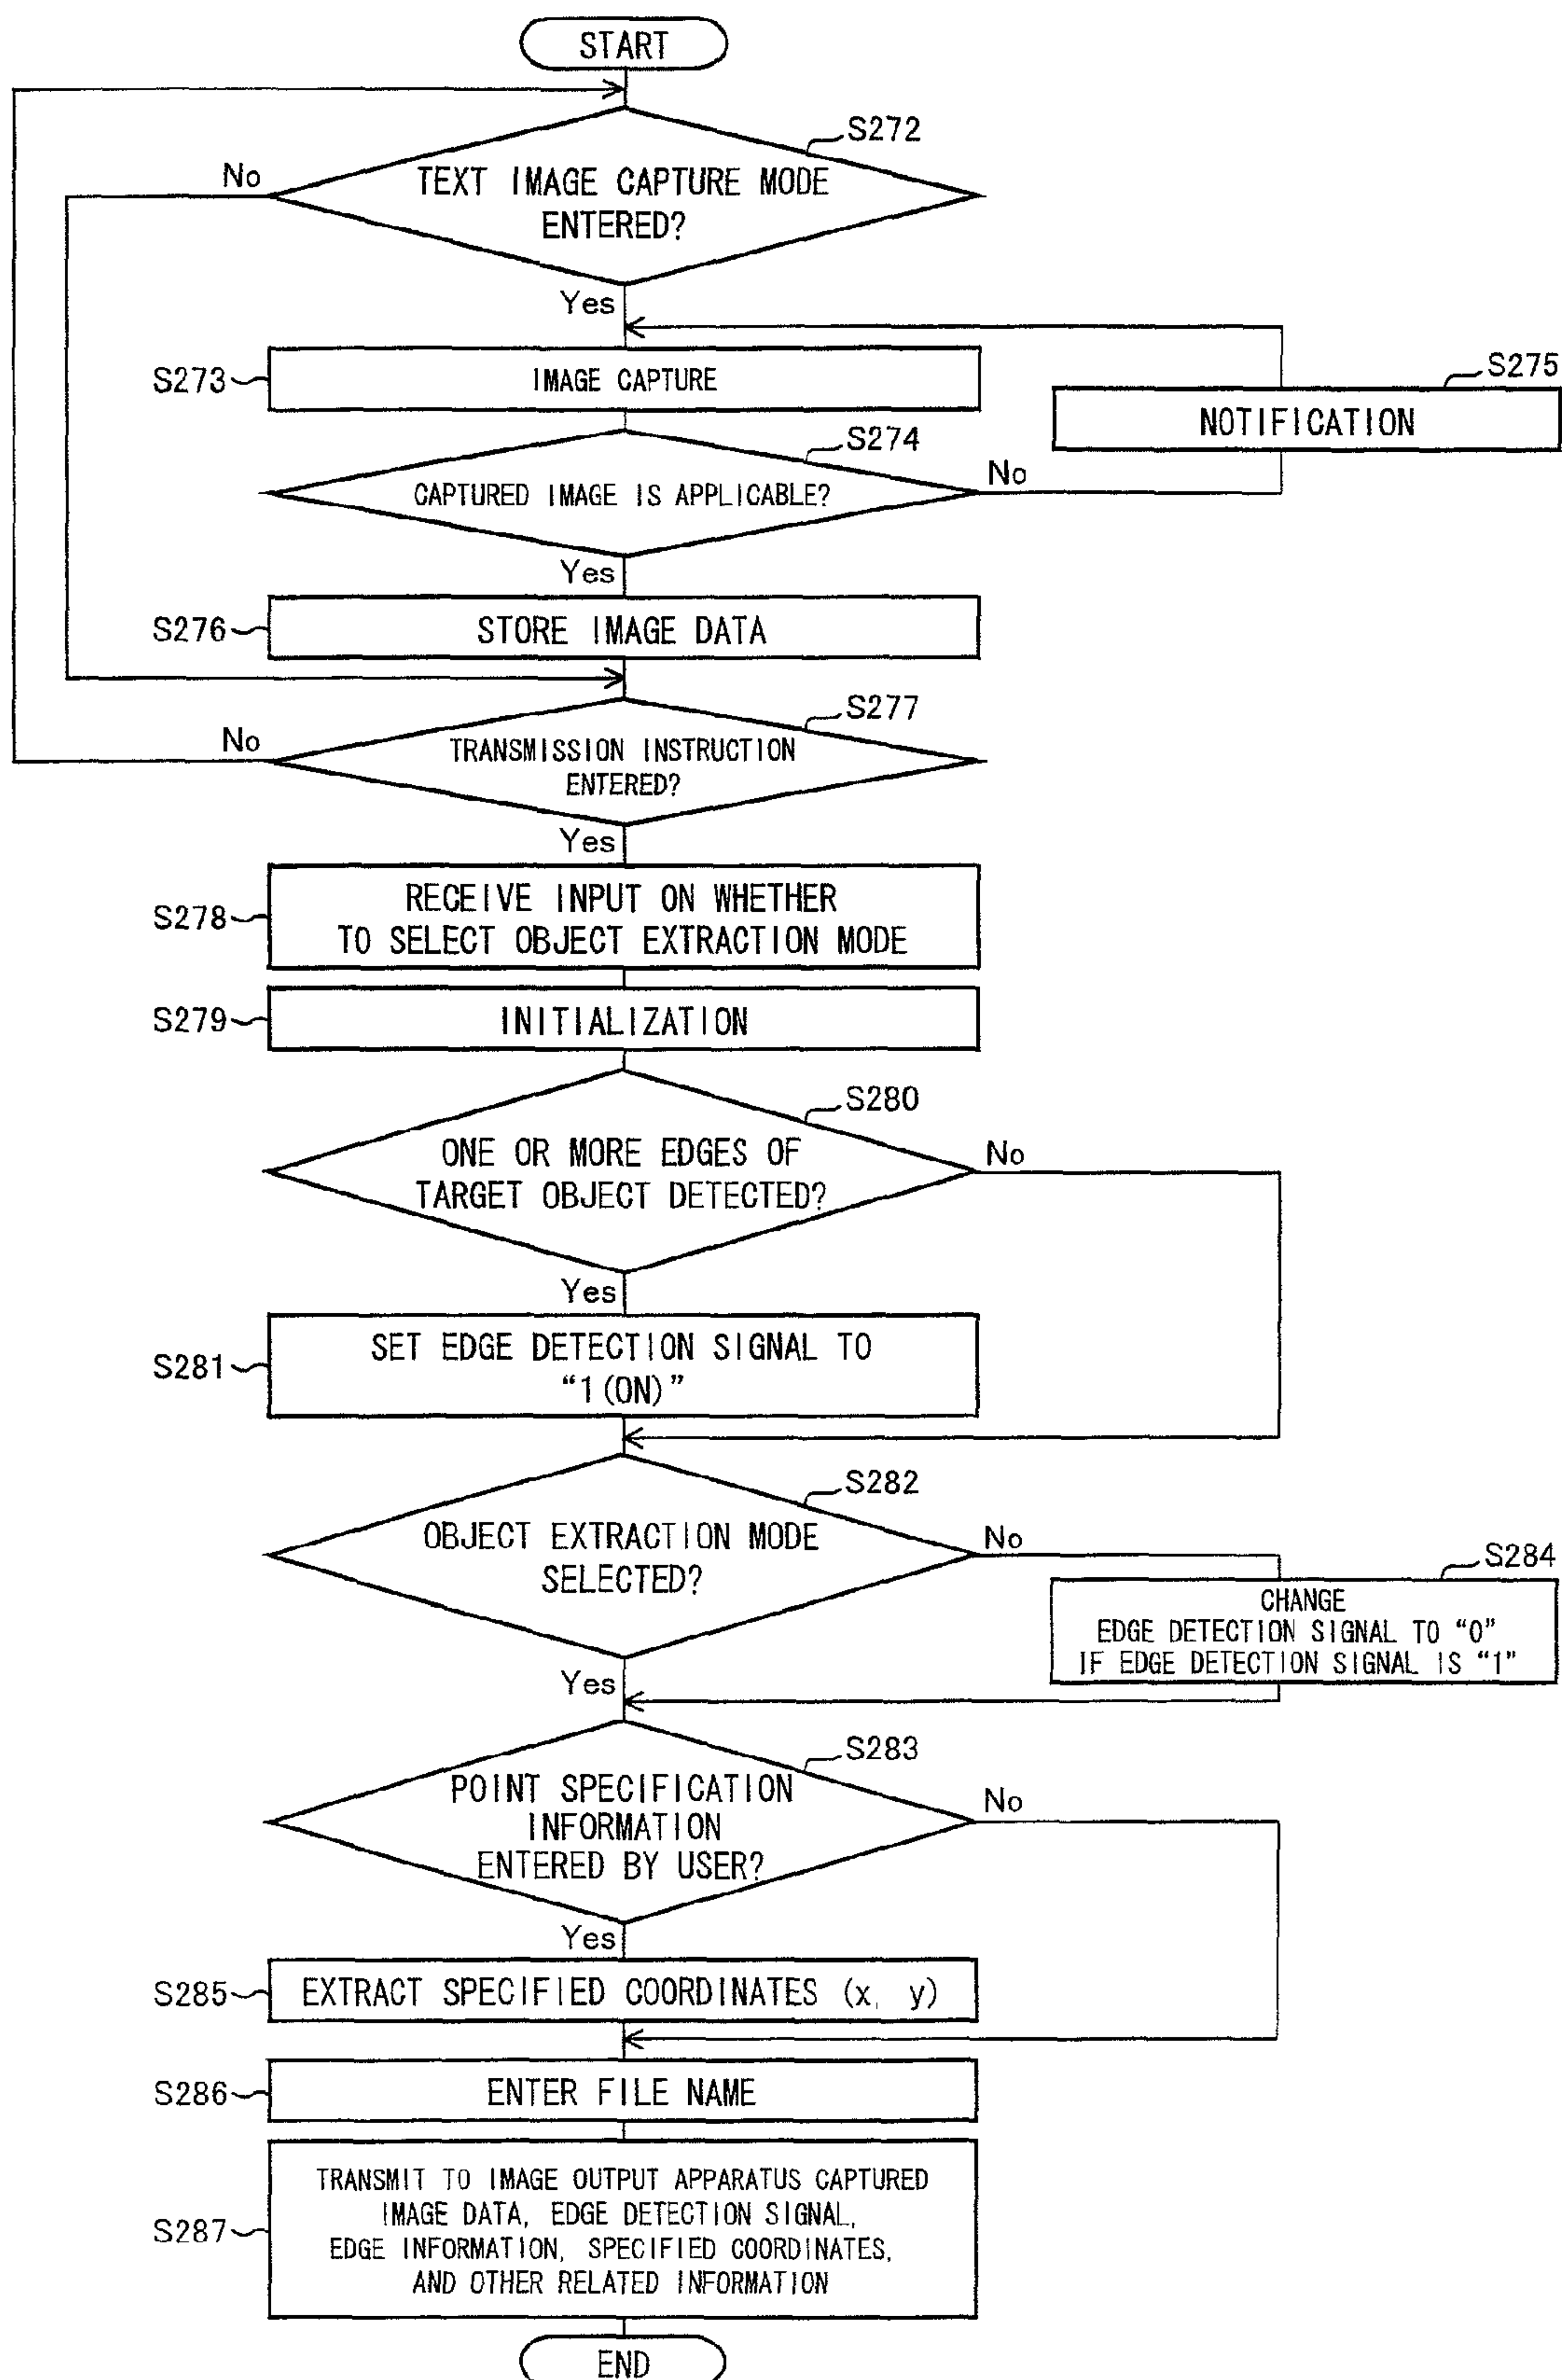 START
S272
No
TEXT IMAGE CAPTURE MODE
ENTERED?
Yes
S273
IMAGE CAPTURE
S275
NOTIFICATION
S274
CAPTURED IMAGE IS APPLICABLE?
No
Yes
S276
STORE IMAGE DATA
S277
No
TRANSMISSION INSTRUCTION
ENTERED?
Yes
S278
RECEIVE INPUT ON WHETHER
TO SELECT OBJECT EXTRACTION MODE
S279
INITIALIZATION
S280
ONE OR MORE EDGES OF
TARGET OBJECT DETECTED?
No
Yes
S281
SET EDGE DETECTION SIGNAL TO
“1(ON)”
S282
OBJECT EXTRACTION MODE
SELECTED?
No
S284
CHANGE
EDGE DETECTION SIGNAL TO “0”
IF EDGE DETECTION SIGNAL IS “1”
Yes
S283
POINT SPECIFICATION
INFORMATION
ENTERED BY USER?
No
Yes
S285
EXTRACT SPECIFIED COORDINATES (x, y)
S286
ENTER FILE NAME
S287
TRANSMIT TO IMAGE OUTPUT APPARATUS CAPTURED
IMAGE DATA, EDGE DETECTION SIGNAL,
EDGE INFORMATION, SPECIFIED COORDINATES,
AND OTHER RELATED INFORMATION
END